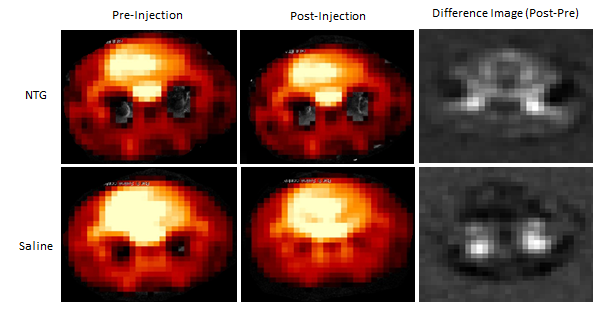 Pre-Injection
Post-Injection
Difference Image (Post-Pre)
NTG
Saline